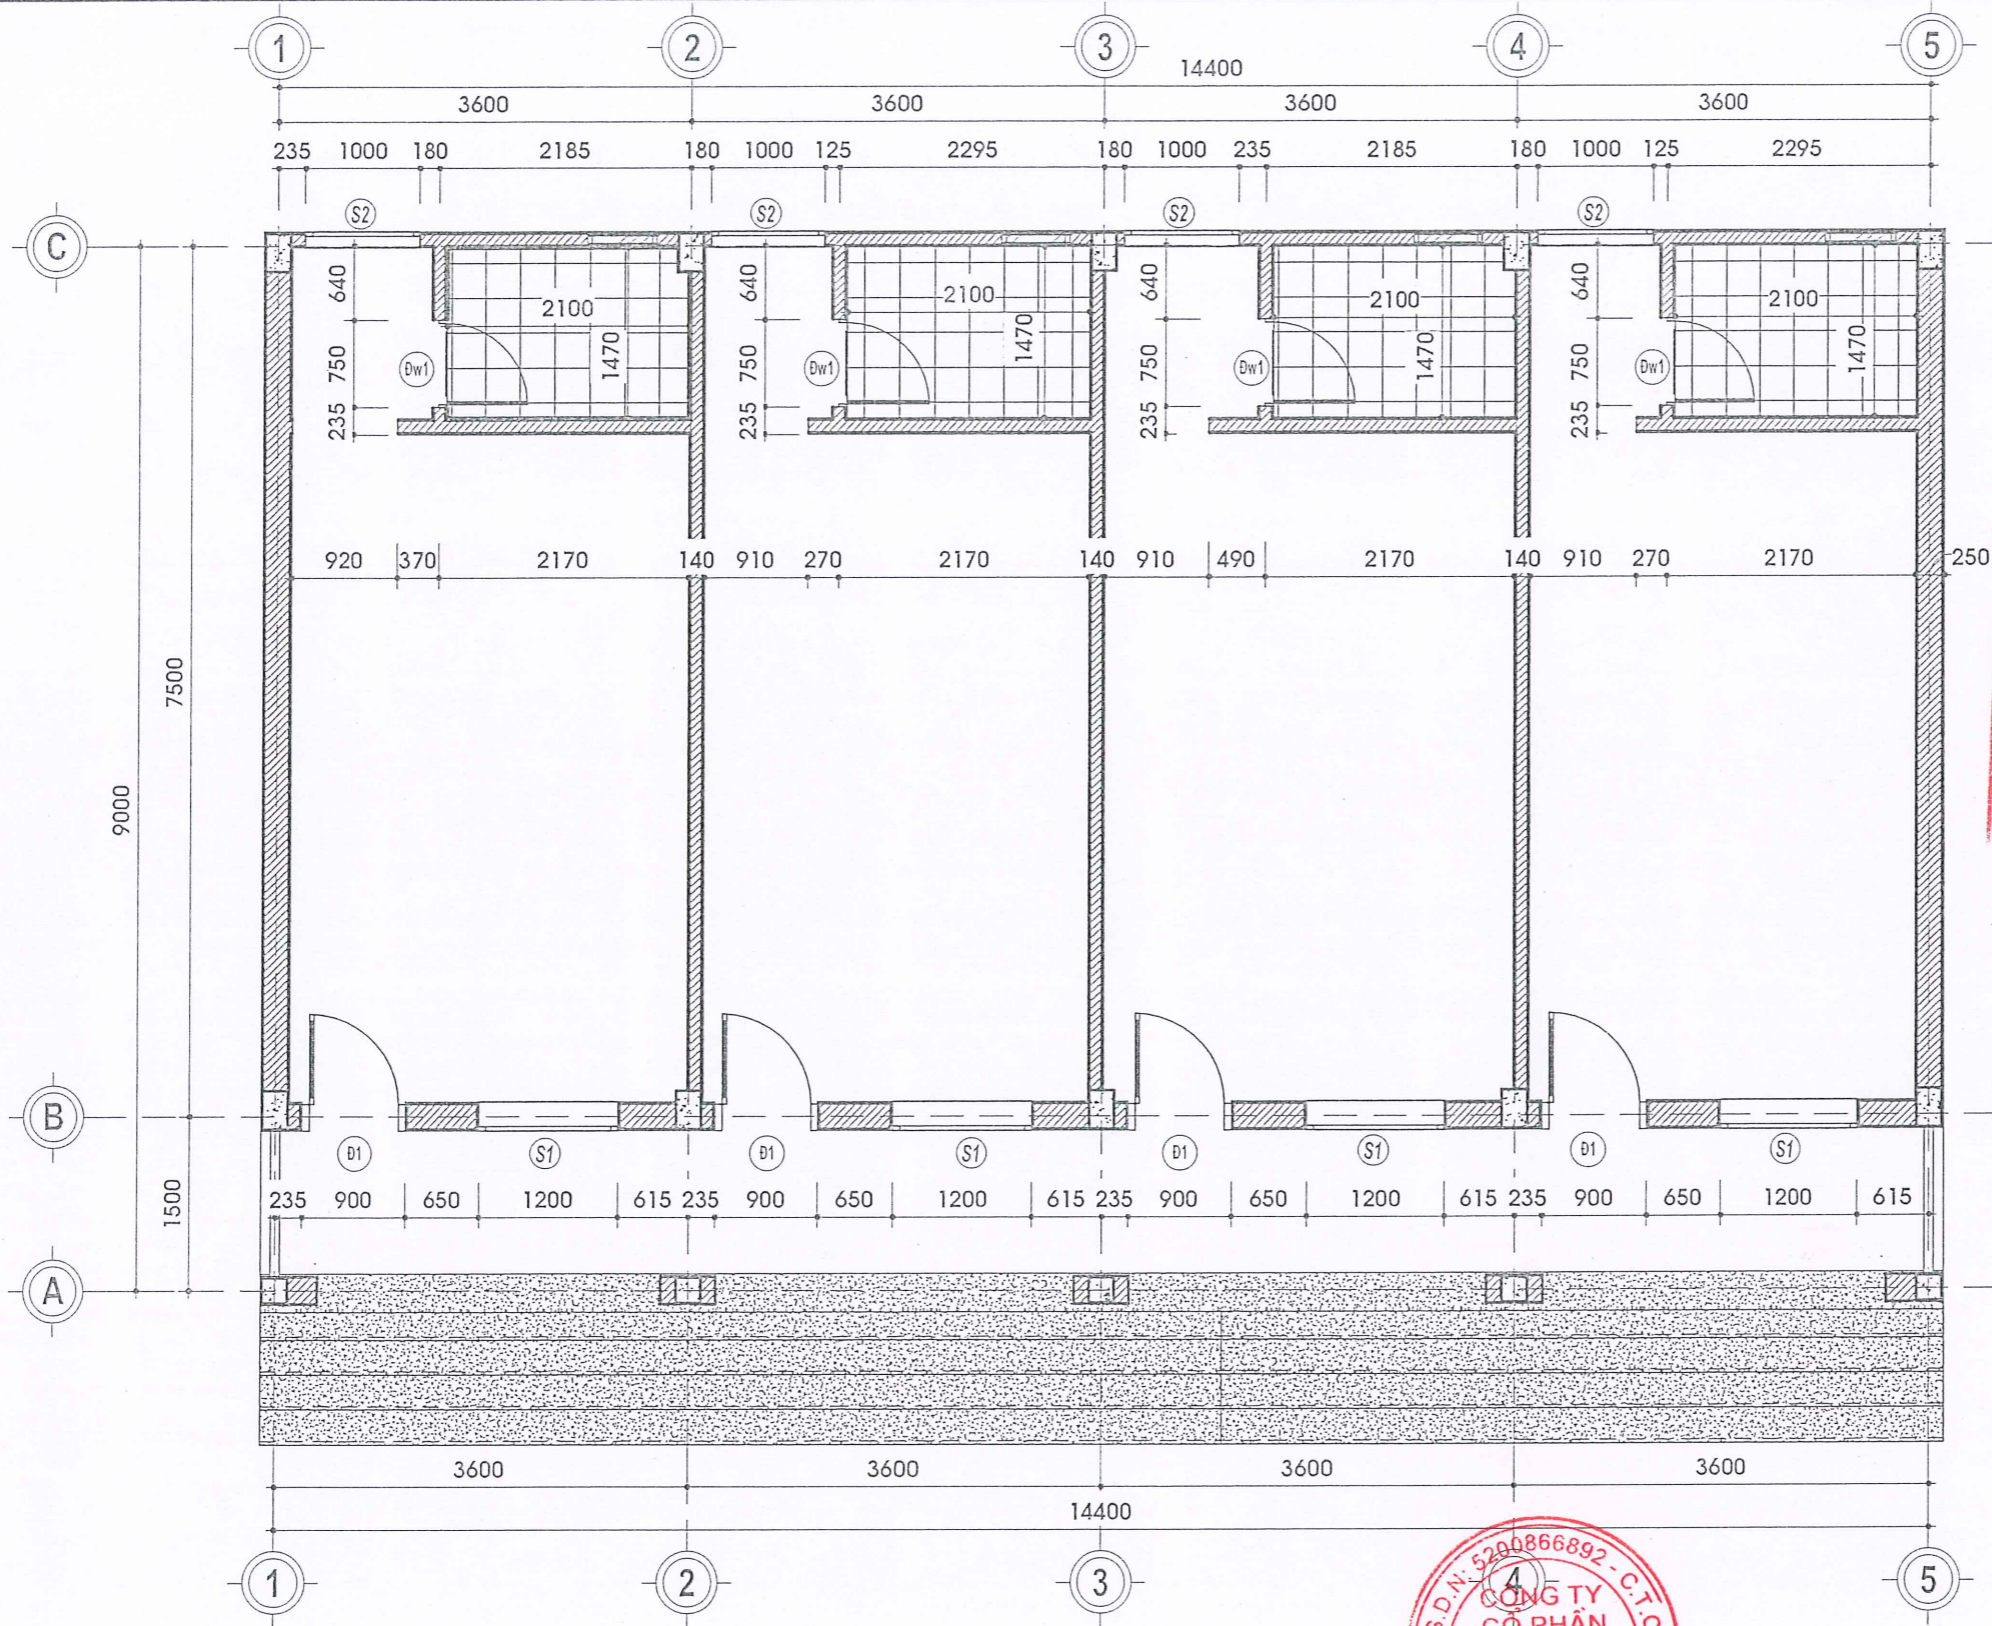 1 2 3 4 5
14400
3600 3600 3600 3600
235 1000 180 2185 180 1000 125 2295 180 1000 235 2185 180 1000 125 2295
S2 S2 S2 S2
C
640 640 640 640
2100 2100 2100 2100
1470 1470 1470 1470
750 750 750 750
Đw1 Đw1 Đw1 Đw1
235 235 235 235
920 370 2170 140 910 270 2170 140 910 490 2170 140 910 270 2170 250
7500
9000
B
Đ1 S1 Đ1 S1 Đ1 S1 Đ1 S1
1500
235 900 650 1200 615 235 900 650 1200 615 235 900 650 1200 615 235 900 650 1200 615
A
3600 3600 3600 3600
14400
1 2 3 4 5
S.D.N: 5200866892 - C.T.C
CÔNG TY
CỔ PHẦN